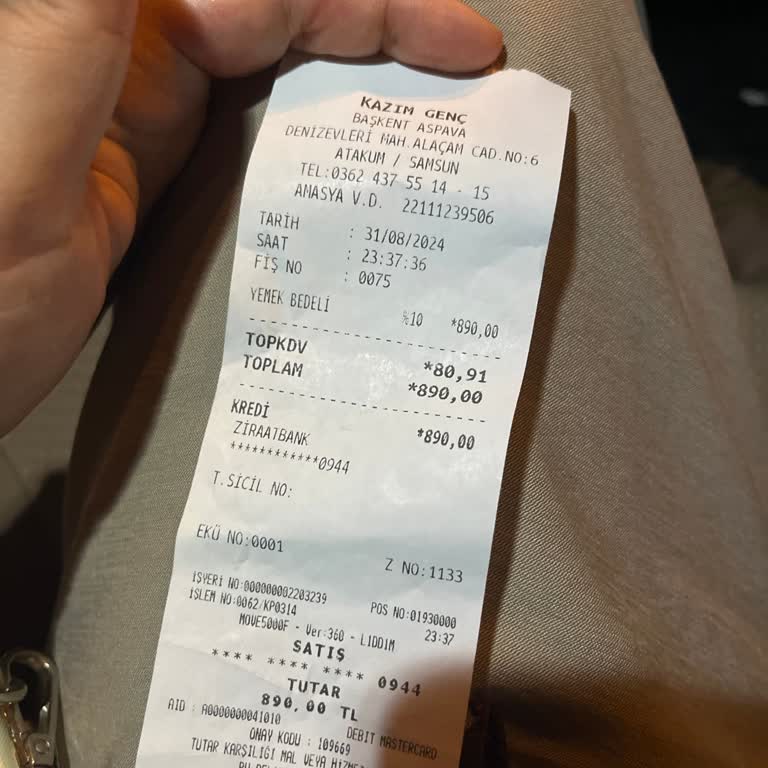 KAZIM GENÇ
BAŞKENT ASPAVA
DENİZEVLERİ MAH.ALAÇAM CAD.NO:6
ATAKUM / SAMSUN
TEL:0362 437 55 14 - 15
AMASYA V.D. 22111239506
TARİH : 31/08/2024
SAAT : 23:37:36
FİŞ NO : 0075
YEMEK BEDELİ %10 *890,00
TOPKDV *80,91
TOPLAM *890,00
KREDİ *890,00
ZİRAATBANK
************0944
T.SİCİL NO:
EKÜ NO:0001 Z NO:1133
İŞYERİ NO:000000002203239 POS NO:01930000
İŞLEM NO:0062/KP0314 23:37
MOVE5000F - Ver:360 - L1DD1M
SATIŞ
**** **** **** 0944
TUTAR
890,00 TL
AID : A0000000041010 DEBIT MASTERCARD
ONAY KODU : 109669
TUTAR KARŞILIĞI MAL VEYA